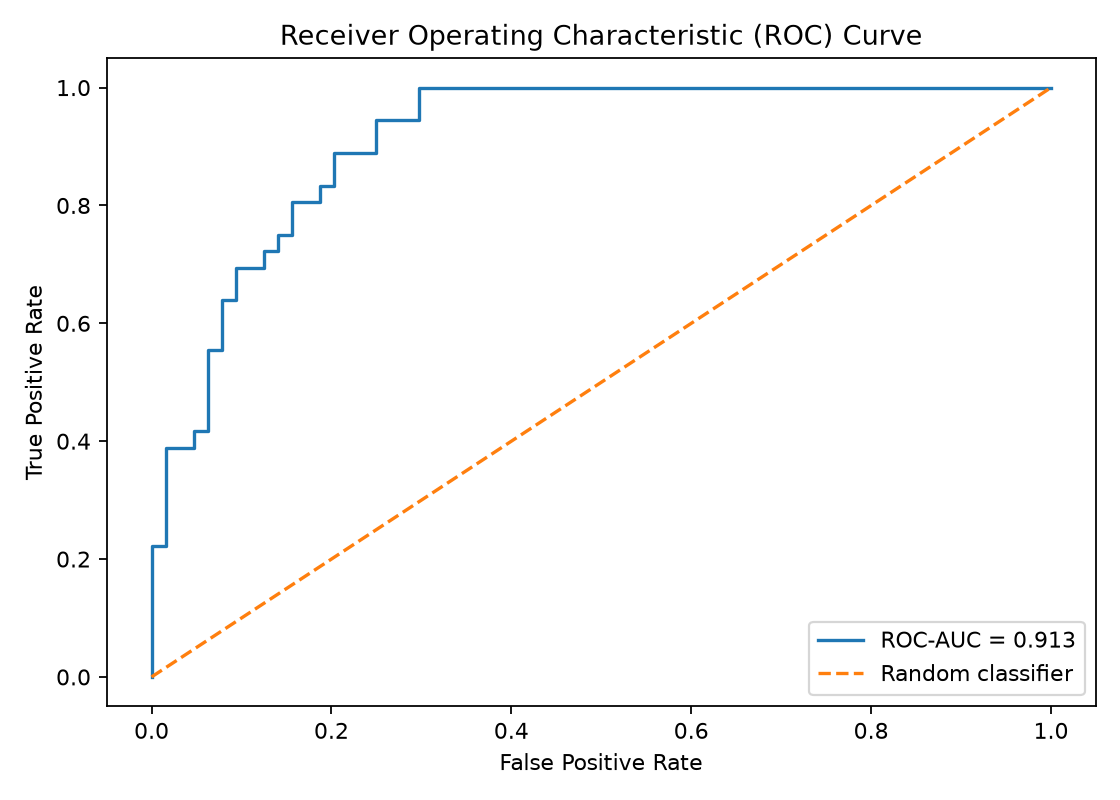 Receiver Operating Characteristic (ROC) Curve
1.0
0.8
0.6
0.4
0.2
0.0
True Positive Rate
0.0 0.2 0.4 0.6 0.8 1.0
False Positive Rate
ROC-AUC = 0.913
Random classifier